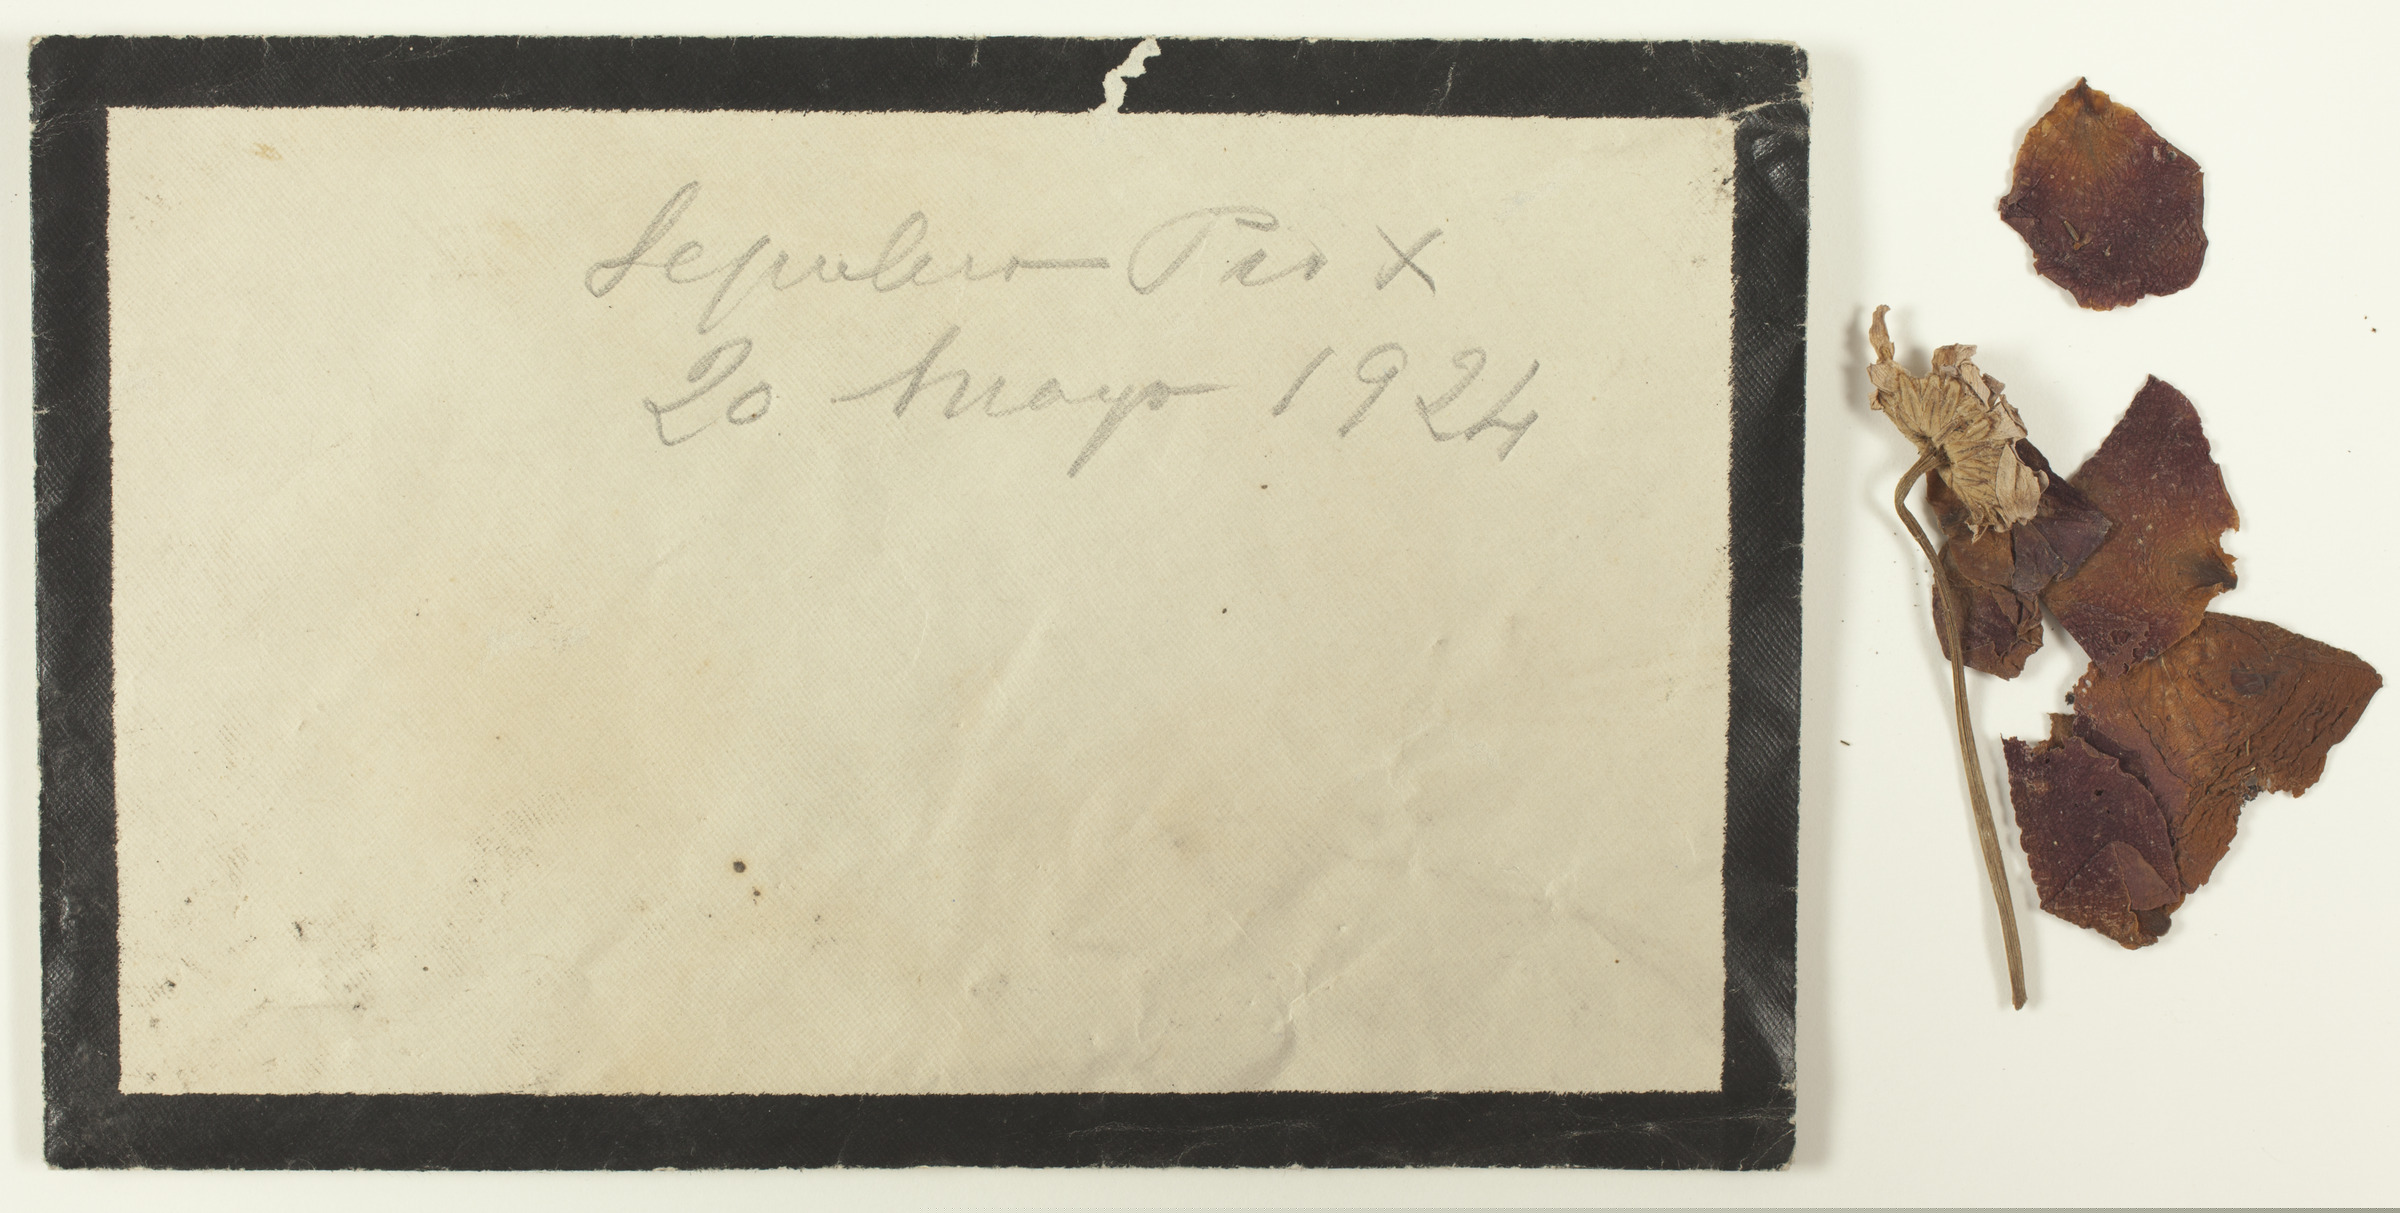 Sepulcro Pio X
20 Mayo 1924